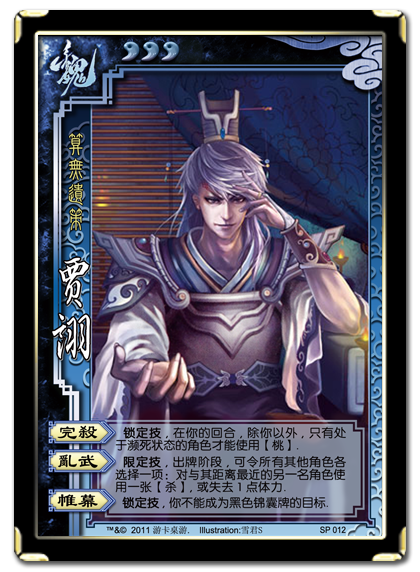 魏
算無遺策
賈詡
完殺
锁定技，在你的回合，除你以外，只有处
于濒死状态的角色才能使用【桃】.
亂武
限定技，出牌阶段，可令所有其他角色各
选择一项：对与其距离最近的另一名角色使
用一张【杀】，或失去1点体力.
帷幕
锁定技，你不能成为黑色锦囊牌的目标.
™&© 2011 游卡桌游. Illustration:雪君S SP 012